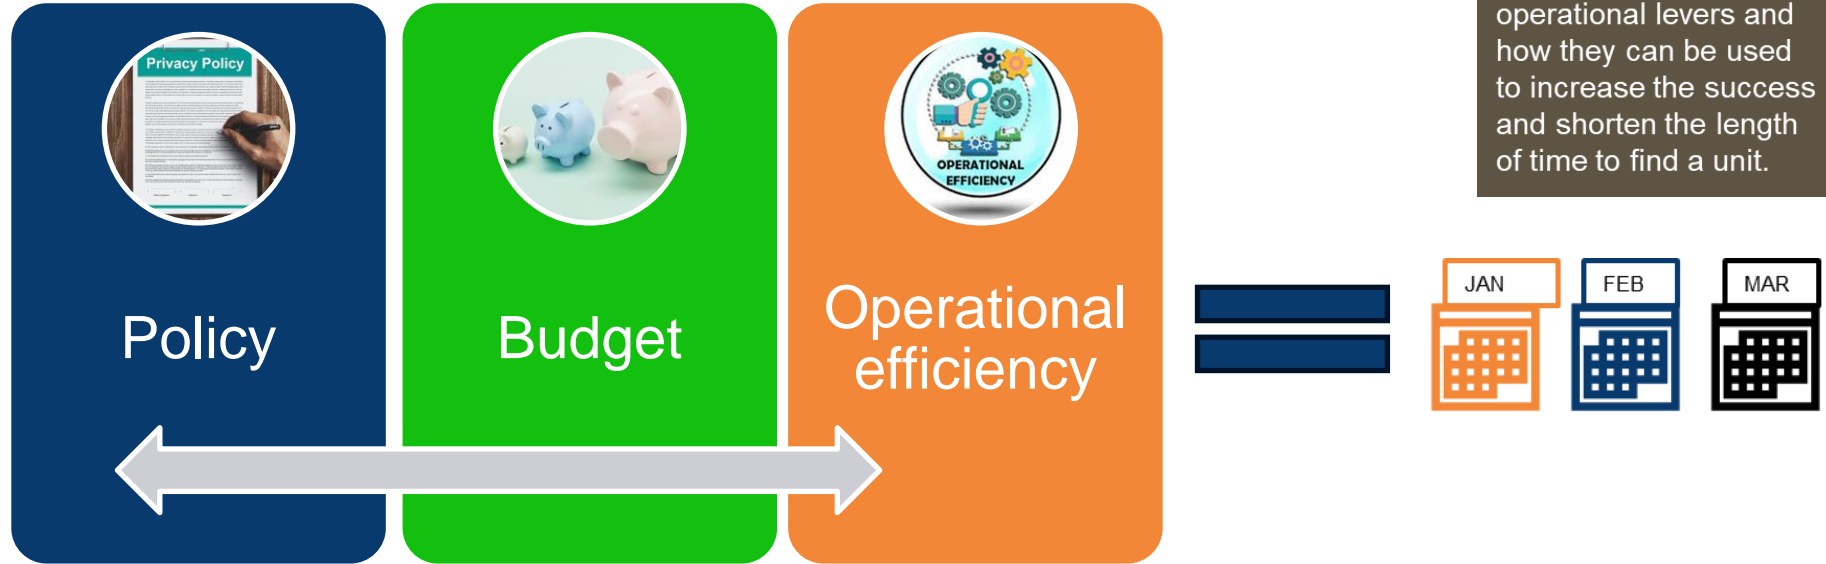 Privacy Policy
Policy
Budget
OPERATIONAL
EFFICIENCY
Operational
efficiency
operational levers and
how they can be used
to increase the success
and shorten the length
of time to find a unit.
JAN
FEB
MAR